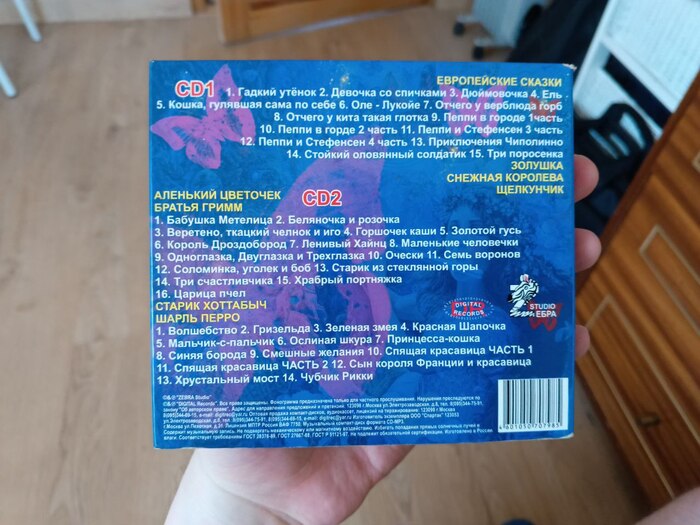 ЕВРОПЕЙСКИЕ СКАЗКИ
CD1
1. Гадкий утёнок 2. Девочка со спичками 3. Дюймовочка 4. Ель
5. Кошка, гулявшая сама по себе 6. Оле - Лукойе 7. Отчего у верблюда горб
8. Отчего у кита такая глотка 9. Пеппи в городе 1часть
10. Пеппи в горде 2 часть 11. Пеппи и Стефенсен 3 часть
12. Пеппи и Стефенсен 4 часть 13. Приключения Чиполинно
14. Стойкий оловянный солдатик 15. Три поросенка
ЗОЛУШКА
СНЕЖНАЯ КОРОЛЕВА
ЩЕЛКУНЧИК
АЛЕНЬКИЙ ЦВЕТОЧЕК
CD2
БРАТЬЯ ГРИММ
1. Бабушка Метелица 2. Беляночка и розочка
3. Веретено, ткацкий челнок и иго 4. Горшочек каши 5. Золотой гусь
6. Король Дроздобород 7. Ленивый Хайнц 8. Маленькие человечки
9. Одноглазка, Двуглазка и Трехглазка 10. Очески 11. Семь воронов
12. Соломинка, уголек и боб 13. Старик из стеклянной горы
14. Три счастливчика 15. Храбрый портняжка
16. Царица пчел
СТАРИК ХОТТАБЫЧ
ШАРЛЬ ПЕРРО
1. Волшебство 2. Гризельда 3. Зеленая змея 4. Красная Шапочка
5. Мальчик-с-пальчик 6. Ослиная шкура 7. Принцесса-кошка
8. Синяя борода 9. Смешные желания 10. Спящая красавица ЧАСТЬ 1
11. Спящая красавица ЧАСТЬ 2 12. Сын короля Франции и красавица
13. Хрустальный мост 14. Чубчик Рикки
DIGITAL
RECORDS
STUDIO
ЕБРА
©&℗ "ZEBRA Studio"
©&℗ "DIGITAL Records". Все права защищены.
4601050707985